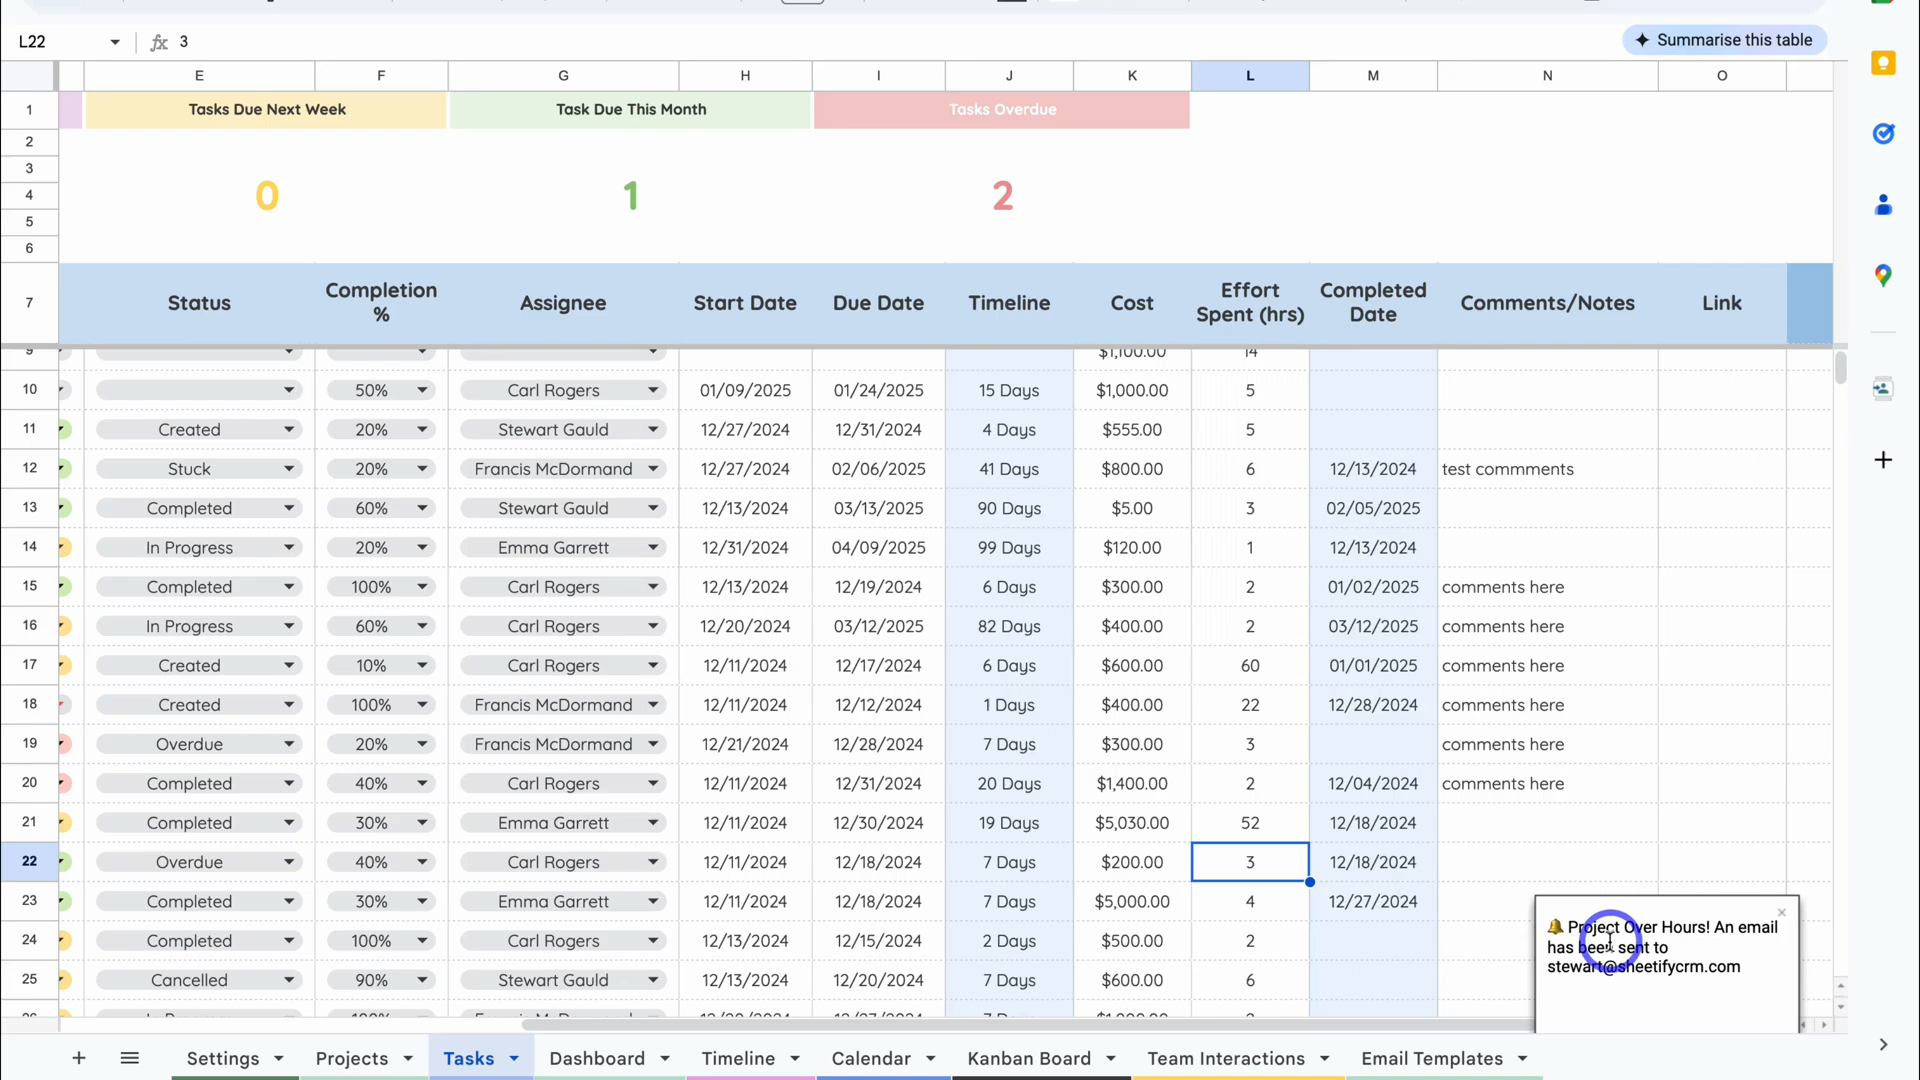 L22 fx 3 Summarise this table
E F G H I J K L M N O
1 Tasks Due Next Week Task Due This Month Tasks Overdue
2
3
4 0 1 2
5
6
7 Status Completion % Assignee Start Date Due Date Timeline Cost Effort Spent (hrs) Completed Date Comments/Notes Link
9 $1,100.00 14
10 50% Carl Rogers 01/09/2025 01/24/2025 15 Days $1,000.00 5
11 Created 20% Stewart Gauld 12/27/2024 12/31/2024 4 Days $555.00 5
12 Stuck 20% Francis McDormand 12/27/2024 02/06/2025 41 Days $800.00 6 12/13/2024 test commments
13 Completed 60% Stewart Gauld 12/13/2024 03/13/2025 90 Days $5.00 3 02/05/2025
14 In Progress 20% Emma Garrett 12/31/2024 04/09/2025 99 Days $120.00 1 12/13/2024
15 Completed 100% Carl Rogers 12/13/2024 12/19/2024 6 Days $300.00 2 01/02/2025 comments here
16 In Progress 60% Carl Rogers 12/20/2024 03/12/2025 82 Days $400.00 2 03/12/2025 comments here
17 Created 10% Carl Rogers 12/11/2024 12/17/2024 6 Days $600.00 60 01/01/2025 comments here
18 Created 100% Francis McDormand 12/11/2024 12/12/2024 1 Days $400.00 22 12/28/2024 comments here
19 Overdue 20% Francis McDormand 12/21/2024 12/28/2024 7 Days $300.00 3 comments here
20 Completed 40% Carl Rogers 12/11/2024 12/31/2024 20 Days $1,400.00 2 12/04/2024 comments here
21 Completed 30% Emma Garrett 12/11/2024 12/30/2024 19 Days $5,030.00 52 12/18/2024
22 Overdue 40% Carl Rogers 12/11/2024 12/18/2024 7 Days $200.00 3 12/18/2024
23 Completed 30% Emma Garrett 12/11/2024 12/18/2024 7 Days $5,000.00 4 12/27/2024
24 Completed 100% Carl Rogers 12/13/2024 12/15/2024 2 Days $500.00 2
25 Cancelled 90% Stewart Gauld 12/13/2024 12/20/2024 7 Days $600.00 6
Project Over Hours! An email
has been sent to
stewart@sheetifycrm.com
Settings Projects Tasks Dashboard Timeline Calendar Kanban Board Team Interactions Email Templates